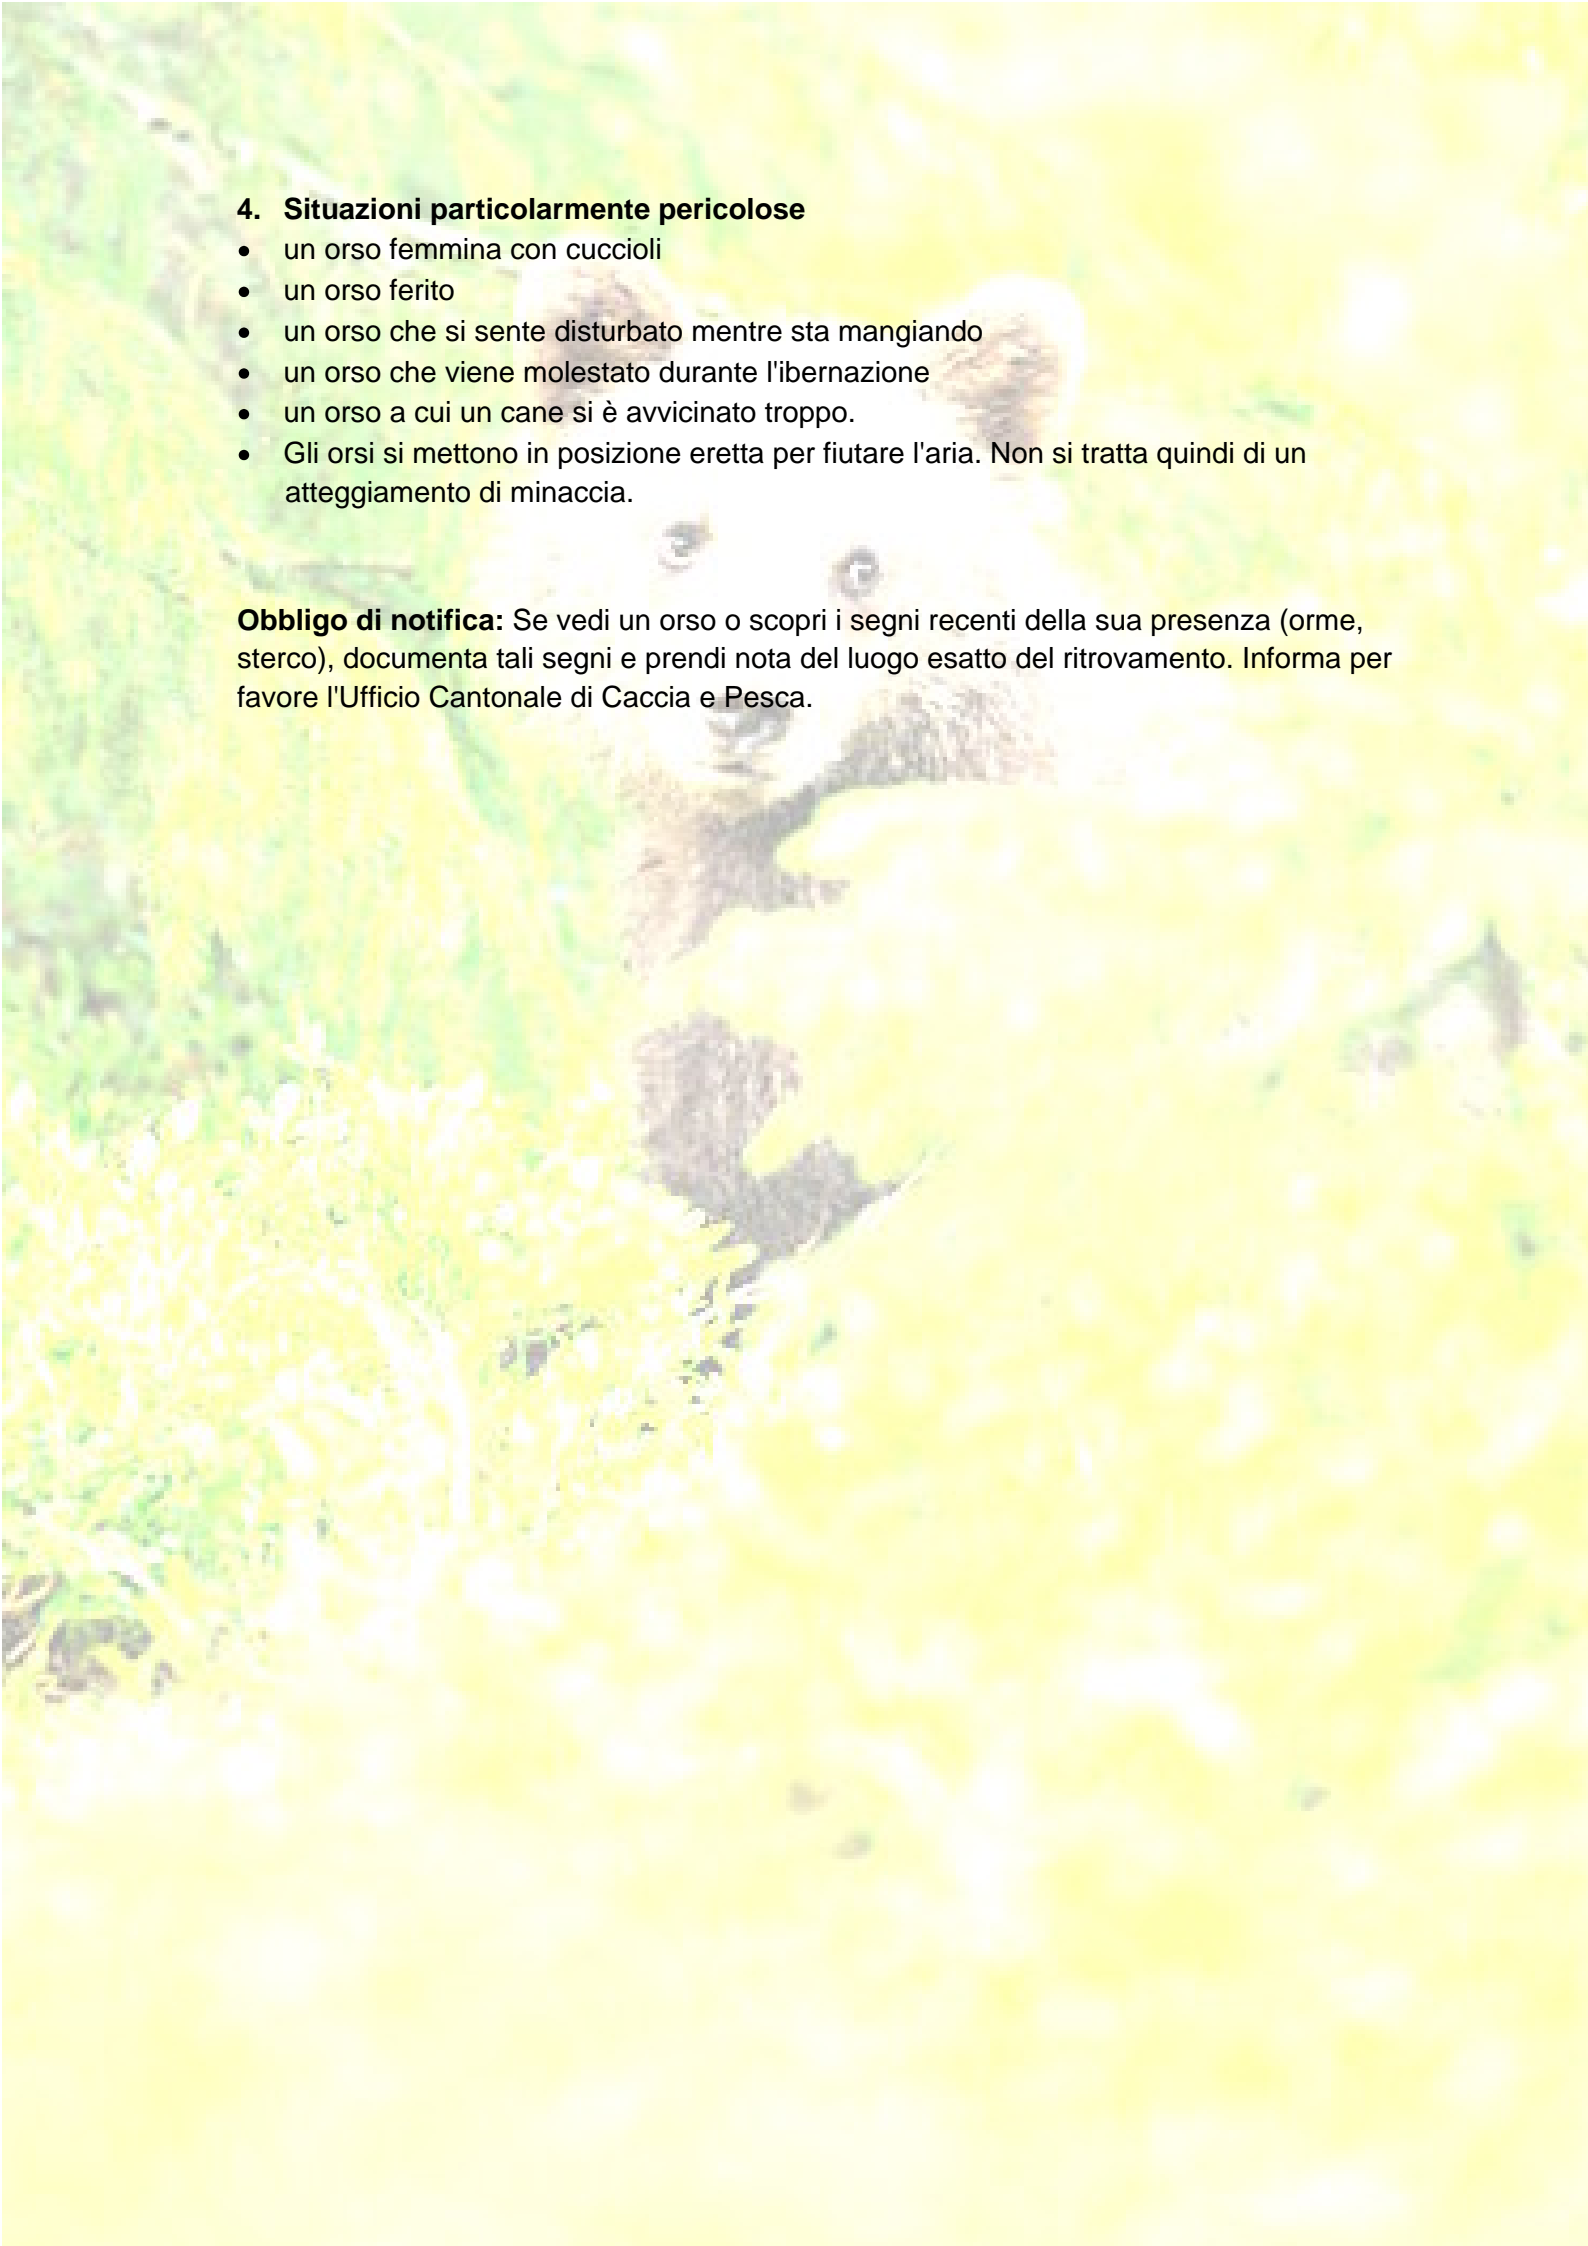 4. Situazioni particolarmente pericolose
• un orso femmina con cuccioli
• un orso ferito
• un orso che si sente disturbato mentre sta mangiando
• un orso che viene molestato durante l'ibernazione
• un orso a cui un cane si è avvicinato troppo.
• Gli orsi si mettono in posizione eretta per fiutare l'aria. Non si tratta quindi di un
atteggiamento di minaccia.
Obbligo di notifica: Se vedi un orso o scopri i segni recenti della sua presenza (orme,
sterco), documenta tali segni e prendi nota del luogo esatto del ritrovamento. Informa per
favore l'Ufficio Cantonale di Caccia e Pesca.